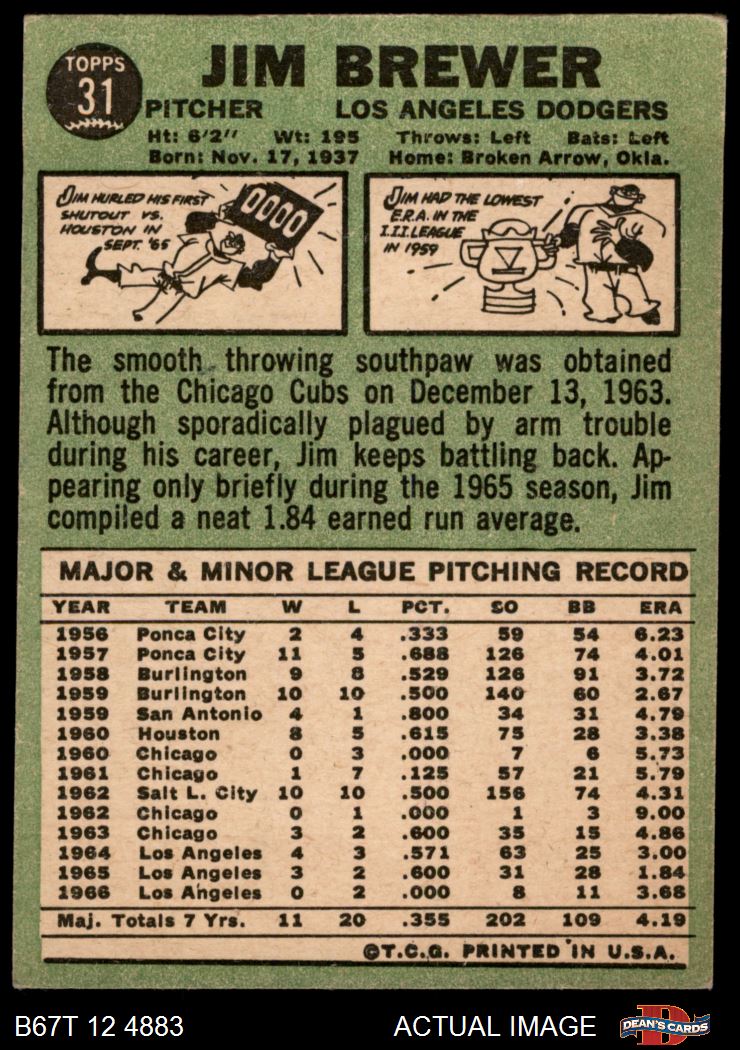 TOPPS
31
JIM BREWER
PITCHER LOS ANGELES DODGERS
Ht: 6'2" Wt: 195 Throws: Left Bats: Left
Born: Nov. 17, 1937 Home: Broken Arrow, Okla.
JIM HURLED HIS FIRST
SHUTOUT VS.
HOUSTON IN
SEPT. '65
0000
JIM HAD THE LOWEST
E.R.A. IN THE
I.I.I. LEAGUE
IN 1959
The smooth throwing southpaw was obtained
from the Chicago Cubs on December 13, 1963.
Although sporadically plagued by arm trouble
during his career, Jim keeps battling back. Ap-
pearing only briefly during the 1965 season, Jim
compiled a neat 1.84 earned run average.
MAJOR & MINOR LEAGUE PITCHING RECORD
YEAR TEAM W L PCT. SO BB ERA
1956 Ponca City 2 4 .333 59 54 6.23
1957 Ponca City 11 5 .688 126 74 4.01
1958 Burlington 9 8 .529 126 91 3.72
1959 Burlington 10 10 .500 140 60 2.67
1959 San Antonio 4 1 .800 34 31 4.79
1960 Houston 8 5 .615 75 28 3.38
1960 Chicago 0 3 .000 7 6 5.73
1961 Chicago 1 7 .125 57 21 5.79
1962 Salt L. City 10 10 .500 156 74 4.31
1962 Chicago 0 1 .000 1 3 9.00
1963 Chicago 3 2 .600 35 15 4.86
1964 Los Angeles 4 3 .571 63 25 3.00
1965 Los Angeles 3 2 .600 31 28 1.84
1966 Los Angeles 0 2 .000 8 11 3.68
Maj. Totals 7 Yrs. 11 20 .355 202 109 4.19
©T.C.G. PRINTED IN U.S.A.
B67T 12 4883 ACTUAL IMAGE D DEAN'S CARDS